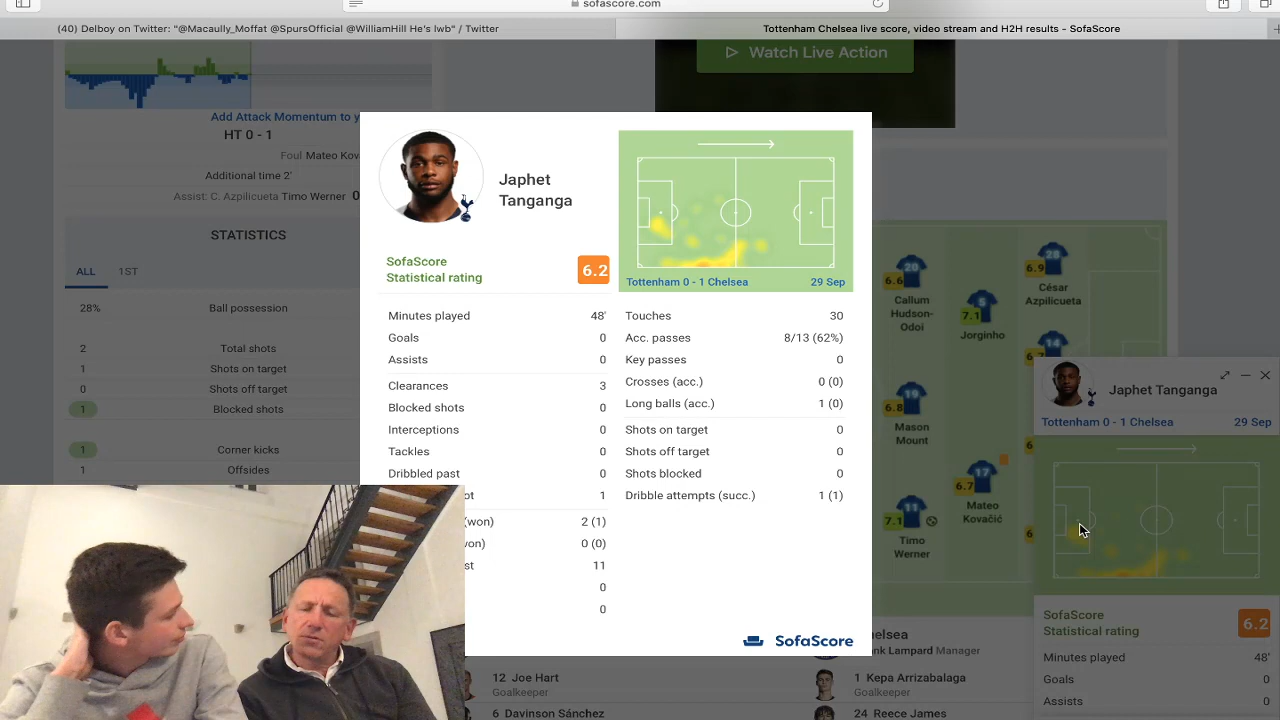 sofascore.com
(40) Delboy on Twitter: "@Macaully_Moffat @SpursOfficial @WilliamHill He's lwb" / Twitter
Tottenham Chelsea live score, video stream and H2H results - SofaScore
Watch Live Action
Add Attack Momentum to y
HT 0 - 1
Foul Mateo Kova
Additional time 2'
Assist: C. Azpilicueta Timo Werner 0
STATISTICS
ALL 1ST
28% Ball possession
2 Total shots
1 Shots on target
0 Shots off target
1 Blocked shots
1 Corner kicks
1 Offsides
Japhet
Tanganga
SofaScore
Statistical rating
6.2
Tottenham 0 - 1 Chelsea 29 Sep
Minutes played 48'
Goals 0
Assists 0
Clearances 3
Blocked shots 0
Interceptions 0
Tackles 0
Dribbled past 0
ot 1
(won) 2 (1)
won) 0 (0)
st 11
0
0
Touches 30
Acc. passes 8/13 (62%)
Key passes 0
Crosses (acc.) 0 (0)
Long balls (acc.) 1 (0)
Shots on target 0
Shots off target 0
Shots blocked 0
Dribble attempts (succ.) 1 (1)
SofaScore
20
6.6
Callum
Hudson-
Odoi
5
7.1
Jorginho
28
6.9
César
Azpilicueta
14
19
6.8
Mason
Mount
17
6.7
Mateo
Kovačić
11
7.1
Timo
Werner
Japhet Tanganga
Tottenham 0 - 1 Chelsea 29 Sep
SofaScore
Statistical rating
6.2
Minutes played 48'
Goals 0
Assists 0
helsea
nk Lampard Manager
12 Joe Hart
Goalkeeper
6 Davinson Sánchez
1 Kepa Arrizabalaga
Goalkeeper
24 Reece James